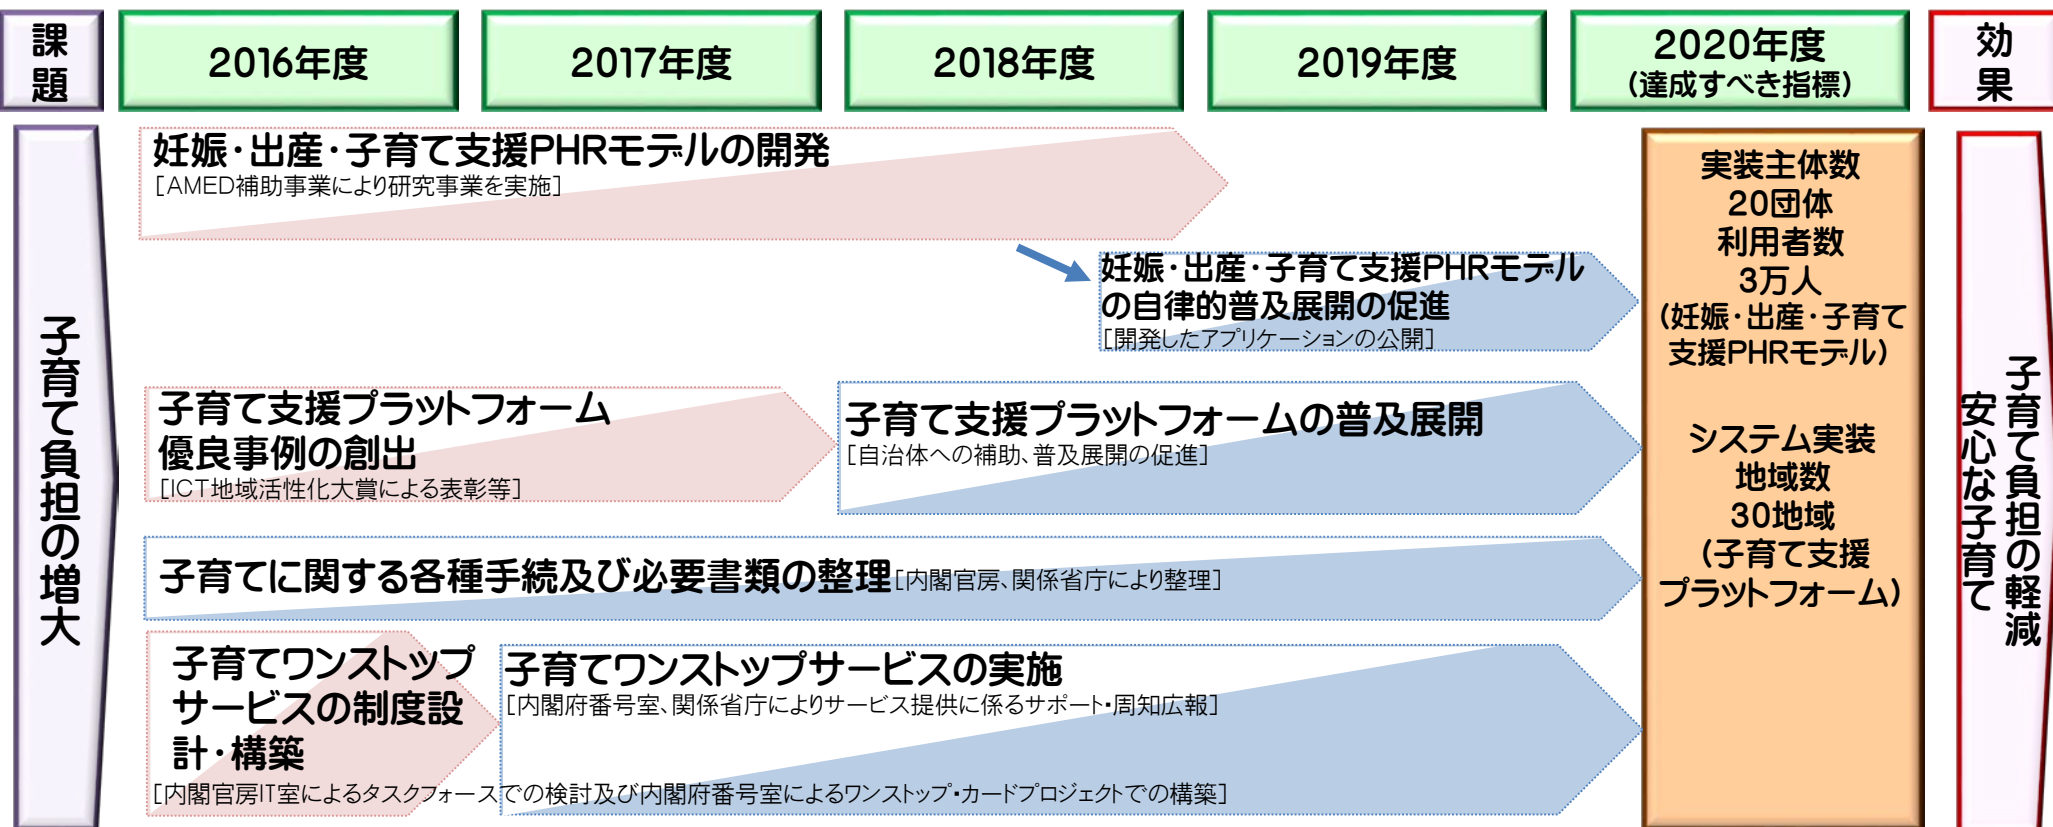 課題
2016年度
2017年度
2018年度
2019年度
2020年度
(達成すべき指標)
効果
子育て負担の増大
妊娠・出産・子育て支援PHRモデルの開発
[AMED補助事業により研究事業を実施]
妊娠・出産・子育て支援PHRモデル
の自律的普及展開の促進
[開発したアプリケーションの公開]
子育て支援プラットフォーム
優良事例の創出
[ICT地域活性化大賞による表彰等]
子育て支援プラットフォームの普及展開
[自治体への補助、普及展開の促進]
子育てに関する各種手続及び必要書類の整理[内閣官房、関係省庁により整理]
子育てワンストップ
サービスの制度設
計・構築
[内閣官房IT室によるタスクフォースでの検討及び内閣府番号室によるワンストップ・カードプロジェクトでの構築]
子育てワンストップサービスの実施
[内閣府番号室、関係省庁によりサービス提供に係るサポート・周知広報]
実装主体数
20団体
利用者数
3万人
(妊娠・出産・子育て
支援PHRモデル)
システム実装
地域数
30地域
(子育て支援
プラットフォーム)
子育て負担の軽減
安心な子育て